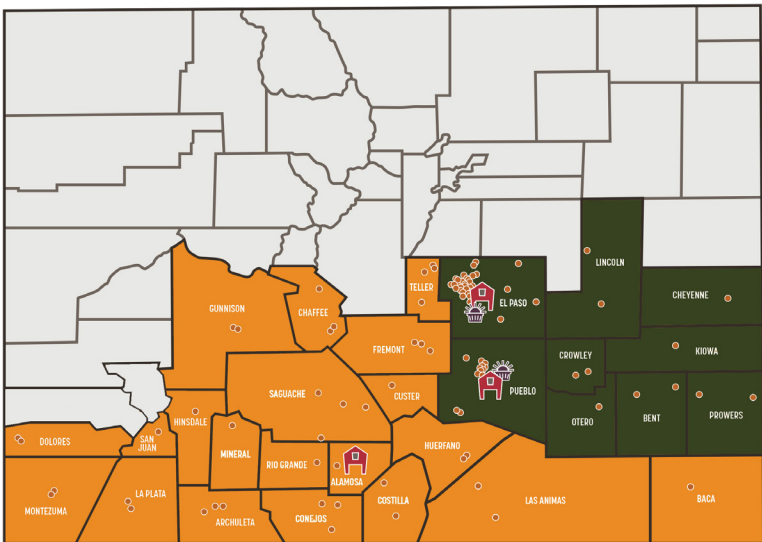 LINCOLN
CHEYENNE
TELLER
EL PASO
GUNNISON
CHAFFEE
FREMONT
CROWLEY
KIOWA
SAGUACHE
CUSTER
PUEBLO
HINSDALE
OTERO
BENT
PROWERS
DOLORES
SAN
JUAN
MINERAL
HUERFANO
RIO GRANDE
ALAMOSA
LA PLATA
COSTILLA
LAS ANIMAS
BACA
MONTEZUMA
ARCHULETA
CONEJOS